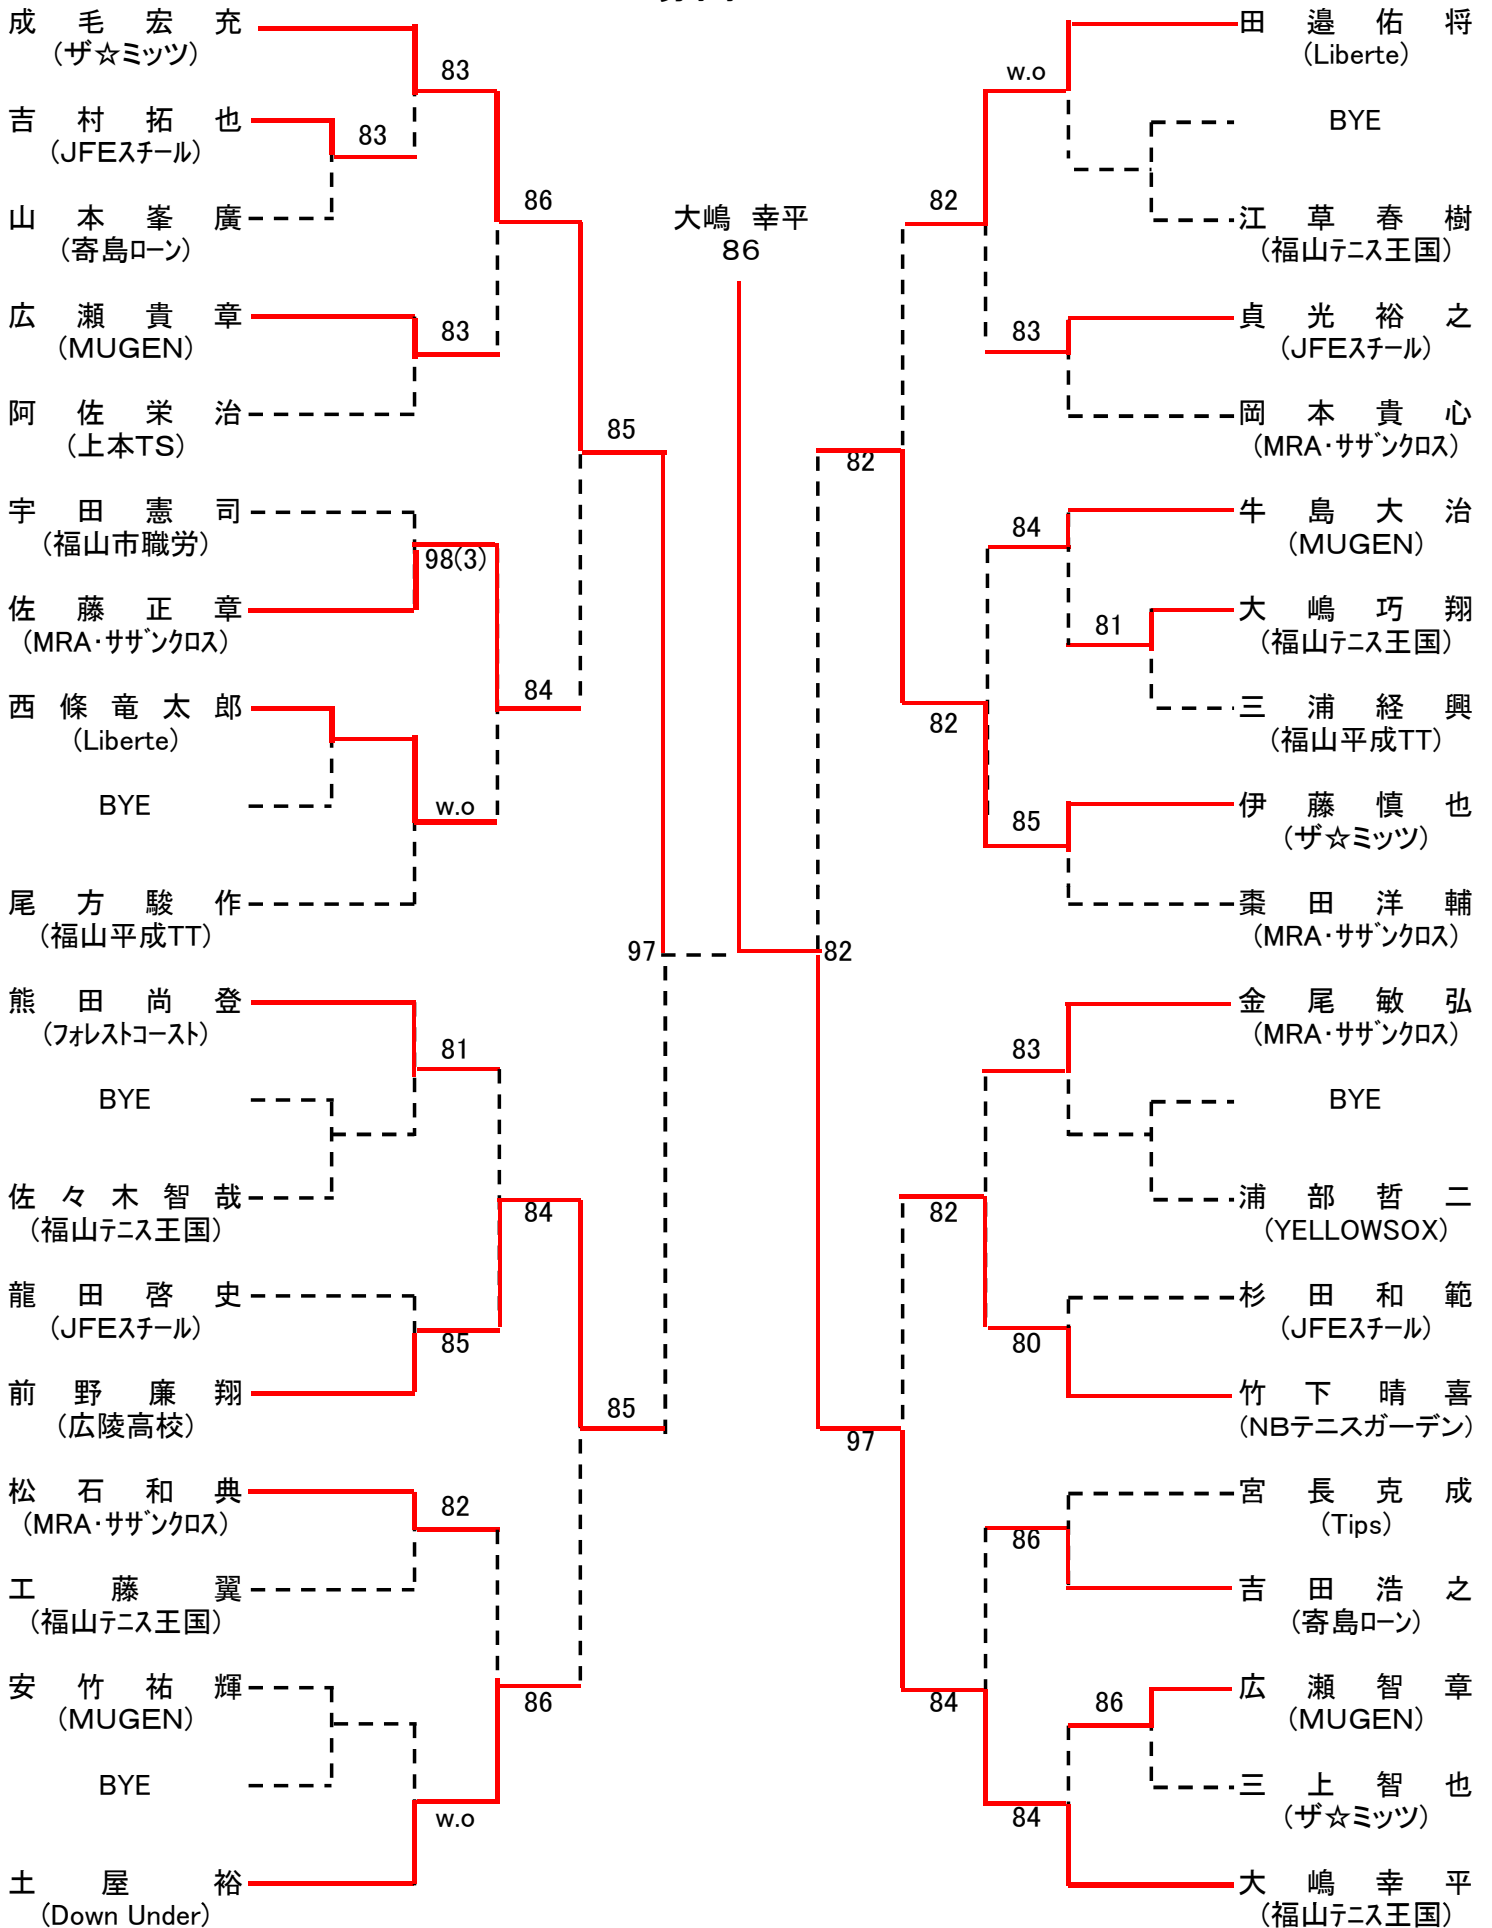 成毛宏充
(ザ☆ミッツ)
83
吉村拓也
(JFEスチール)
83
山本峯廣
(寄島ローン)
86
広瀬貴章
(MUGEN)
83
阿佐栄治
(上本TS)
85
宇田憲司
(福山市職労)
98(3)
佐藤正章
(MRA・サザンクロス)
84
西條竜太郎
(Liberte)
BYE
w.o
尾方駿作
(福山平成TT)
97
熊田尚登
(フォレストコースト)
81
BYE
佐々木智哉
(福山テニス王国)
84
龍田啓史
(JFEスチール)
85
前野廉翔
(広陵高校)
85
松石和典
(MRA・サザンクロス)
82
工藤翼
(福山テニス王国)
安竹祐輝
(MUGEN)
86
BYE
w.o
土屋裕
(Down Under)
大嶋 幸平
86
田邉佑将
(Liberte)
w.o
BYE
82
江草春樹
(福山テニス王国)
貞光裕之
(JFEスチール)
83
岡本貴心
(MRA・サザンクロス)
82
牛島大治
(MUGEN)
84
大嶋巧翔
(福山テニス王国)
81
三浦経興
(福山平成TT)
82
伊藤慎也
(ザ☆ミッツ)
85
棗田洋輔
(MRA・サザンクロス)
82
金尾敏弘
(MRA・サザンクロス)
83
BYE
浦部哲二
(YELLOWSOX)
82
杉田和範
(JFEスチール)
80
竹下晴喜
(NBテニスガーデン)
97
宮長克成
(Tips)
86
吉田浩之
(寄島ローン)
広瀬智章
(MUGEN)
86
84
三上智也
(ザ☆ミッツ)
84
大嶋幸平
(福山テニス王国)